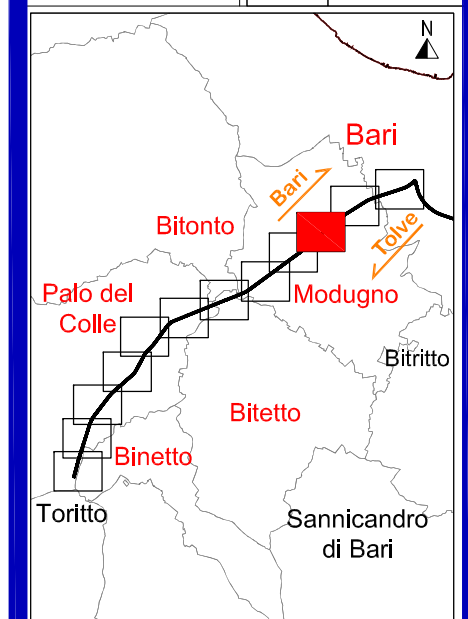 N
Bari
Bari
Tolve
Bitonto
Modugno
Palo del
Colle
Bitritto
Bitetto
Binetto
Toritto
Sannicandro
di Bari